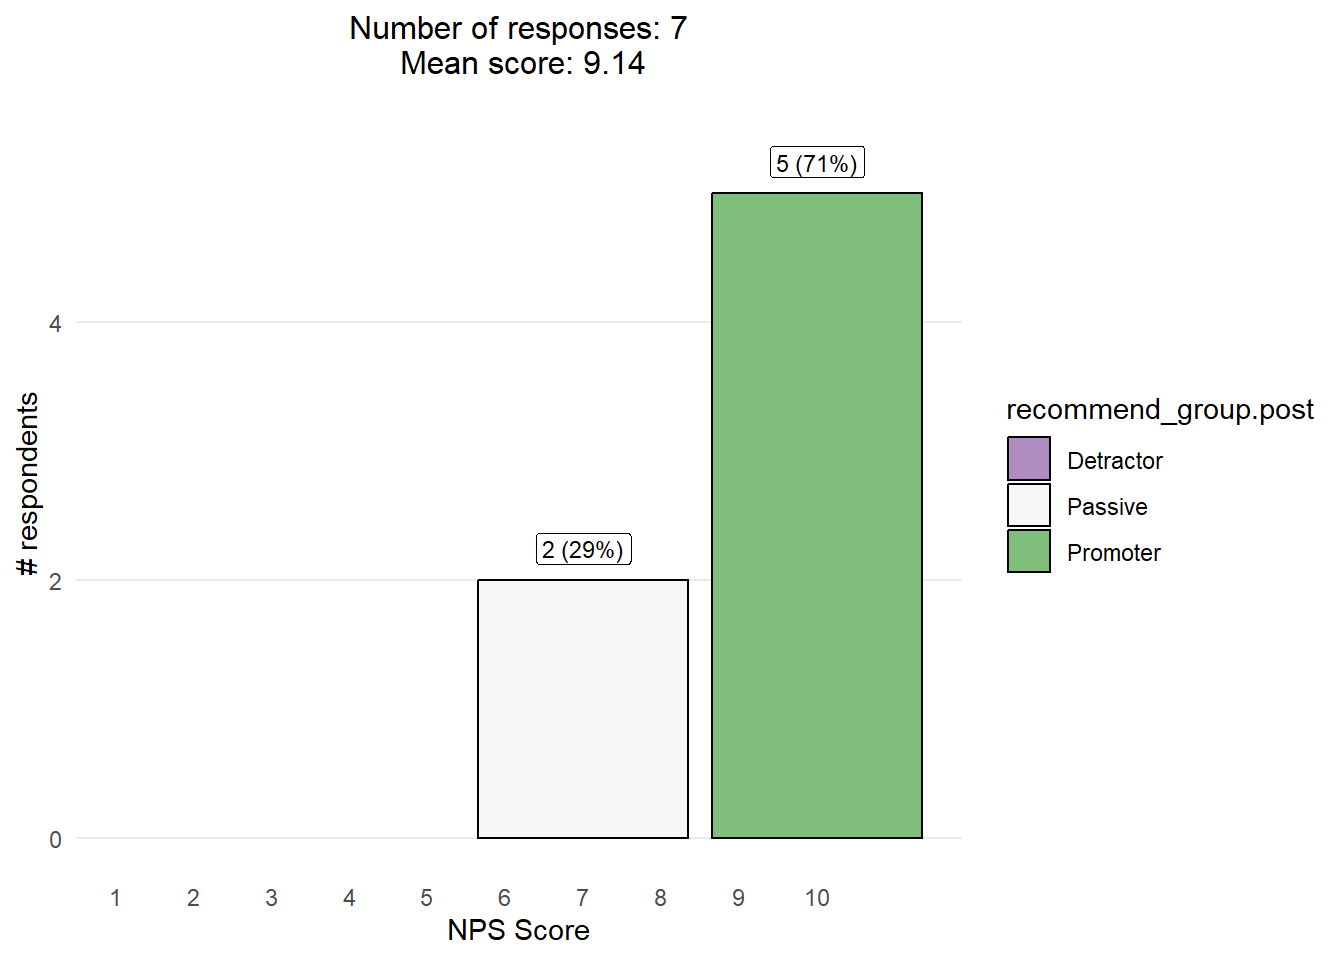 Number of responses: 7
Mean score: 9.14
5 (71%)
4
2 (29%)
2
0
# respondents
1 2 3 4 5 6 7 8 9 10
NPS Score
recommend_group.post
Detractor
Passive
Promoter